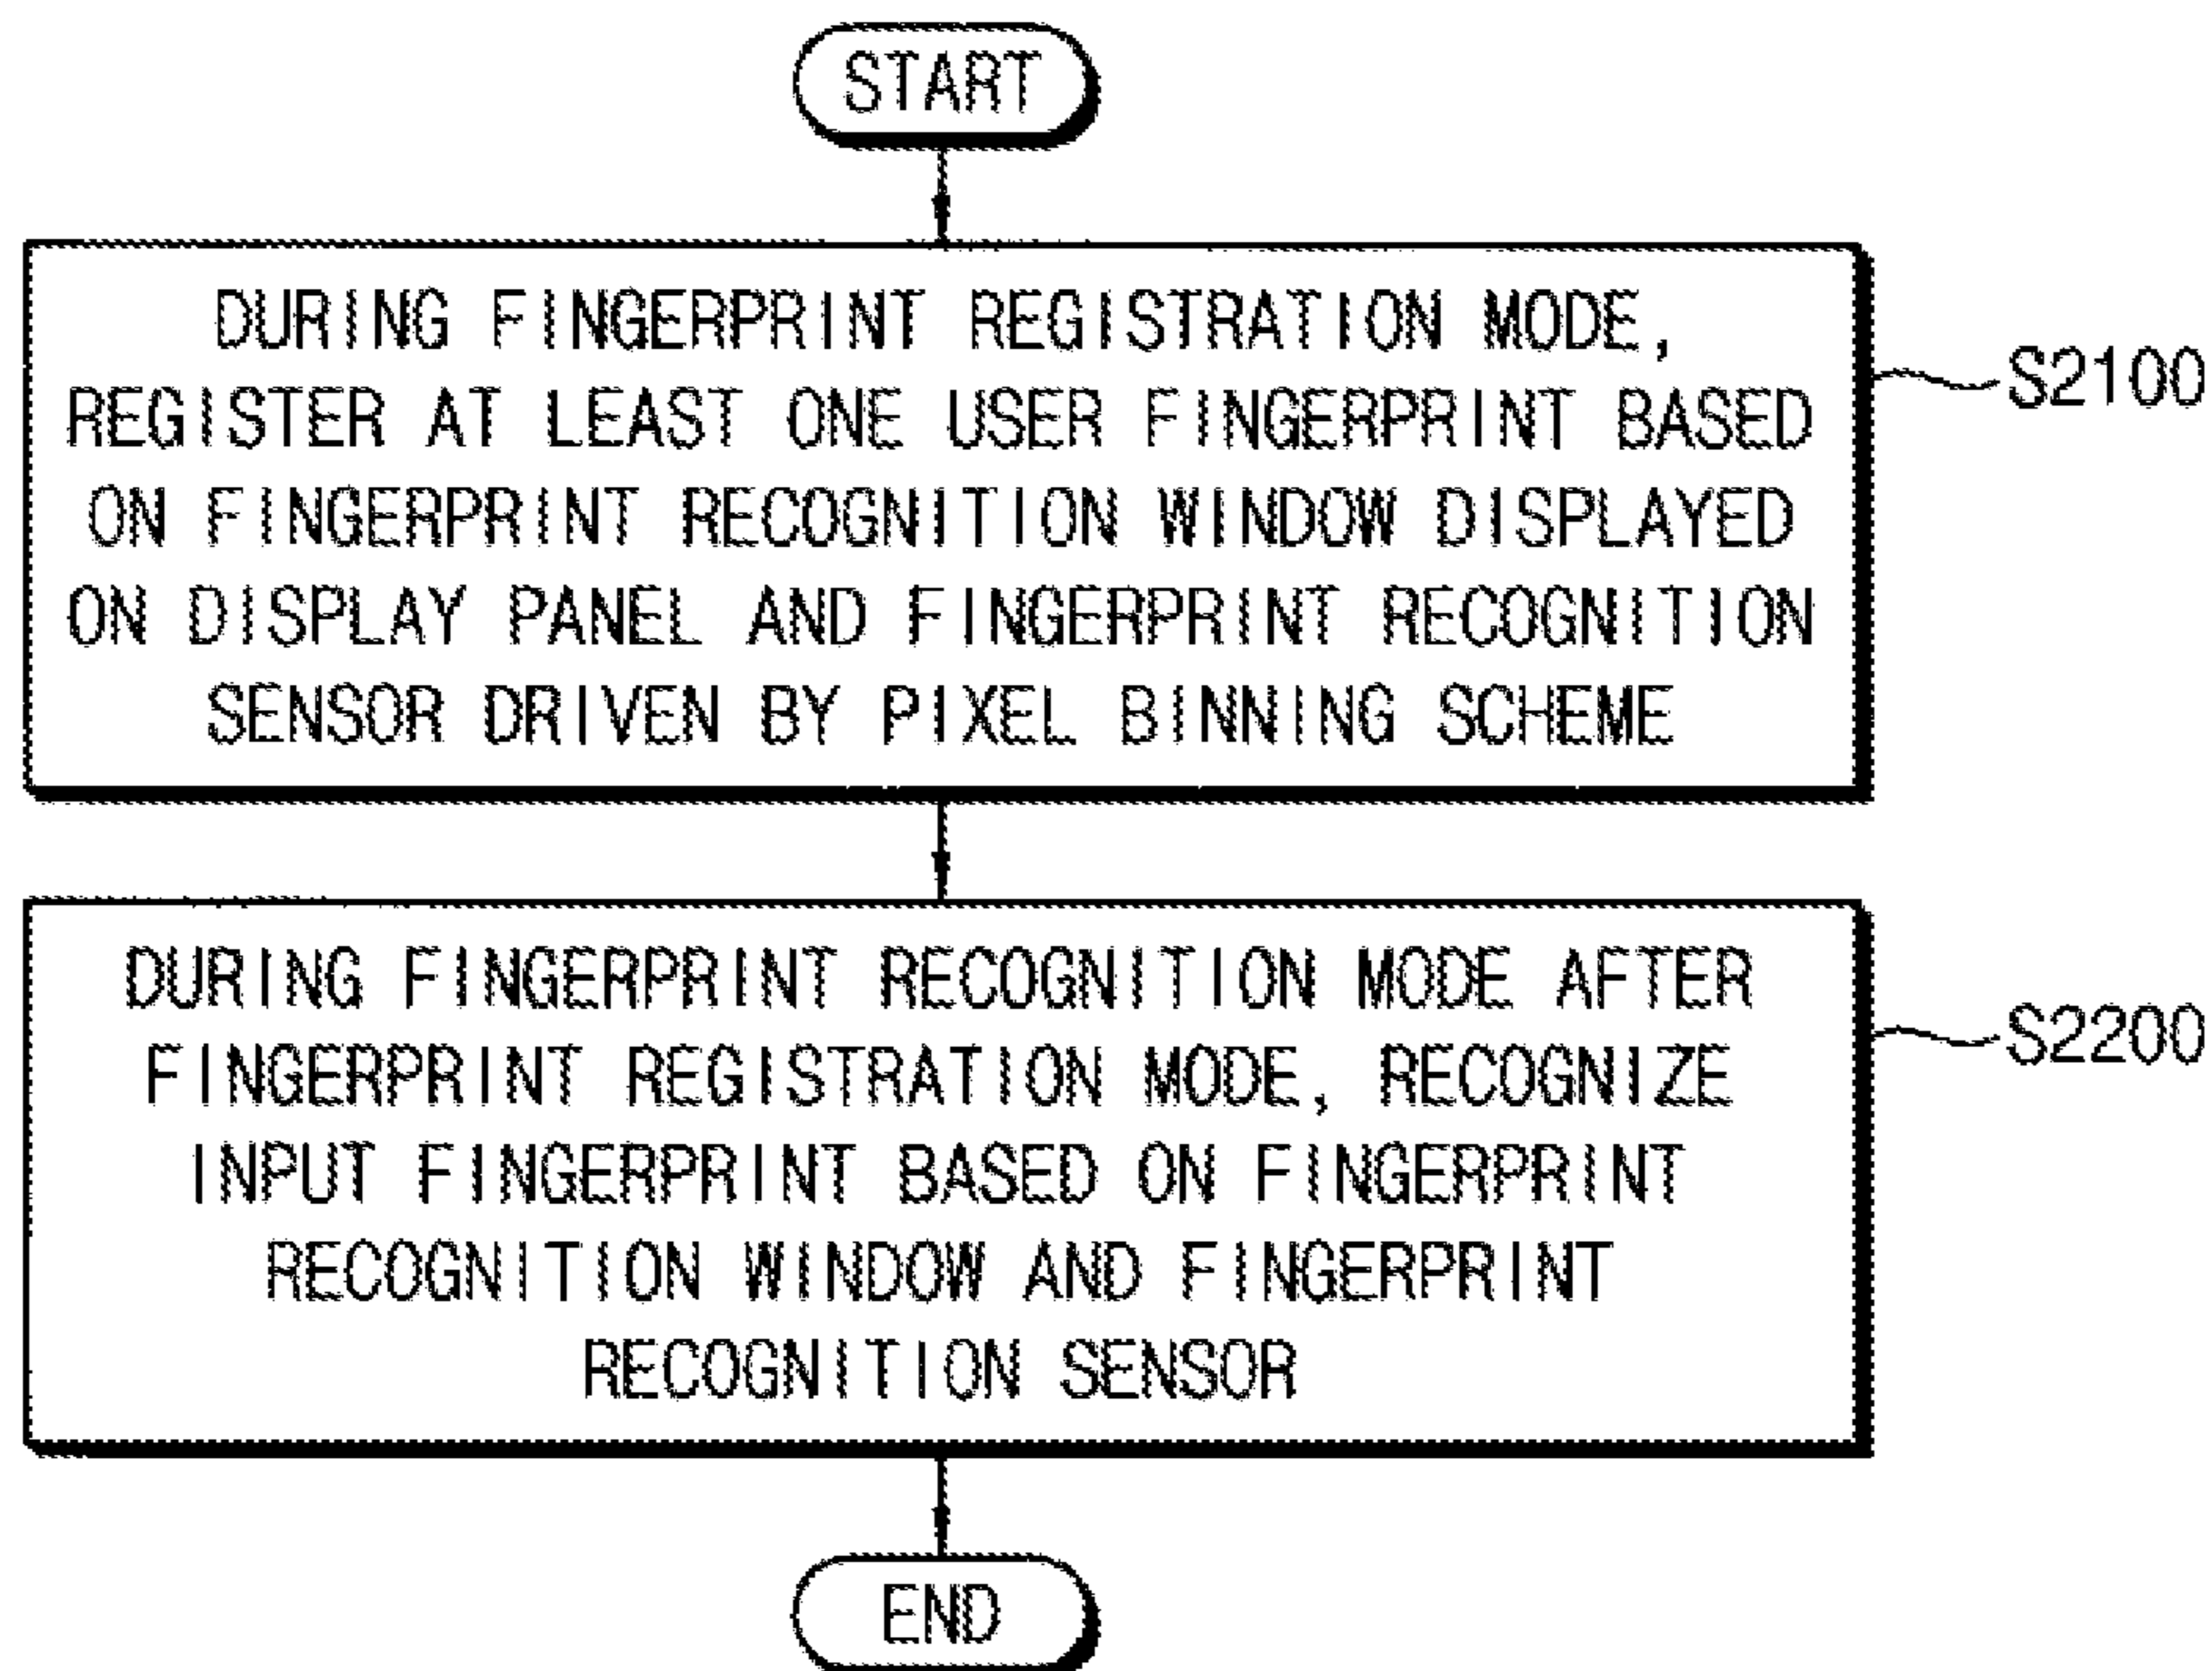 START
DURING FINGERPRINT REGISTRATION MODE,
REGISTER AT LEAST ONE USER FINGERPRINT BASED
ON FINGERPRINT RECOGNITION WINDOW DISPLAYED
ON DISPLAY PANEL AND FINGERPRINT RECOGNITION
SENSOR DRIVEN BY PIXEL BINNING SCHEME
S2100
DURING FINGERPRINT RECOGNITION MODE AFTER
FINGERPRINT REGISTRATION MODE, RECOGNIZE
INPUT FINGERPRINT BASED ON FINGERPRINT
RECOGNITION WINDOW AND FINGERPRINT
RECOGNITION SENSOR
S2200
END